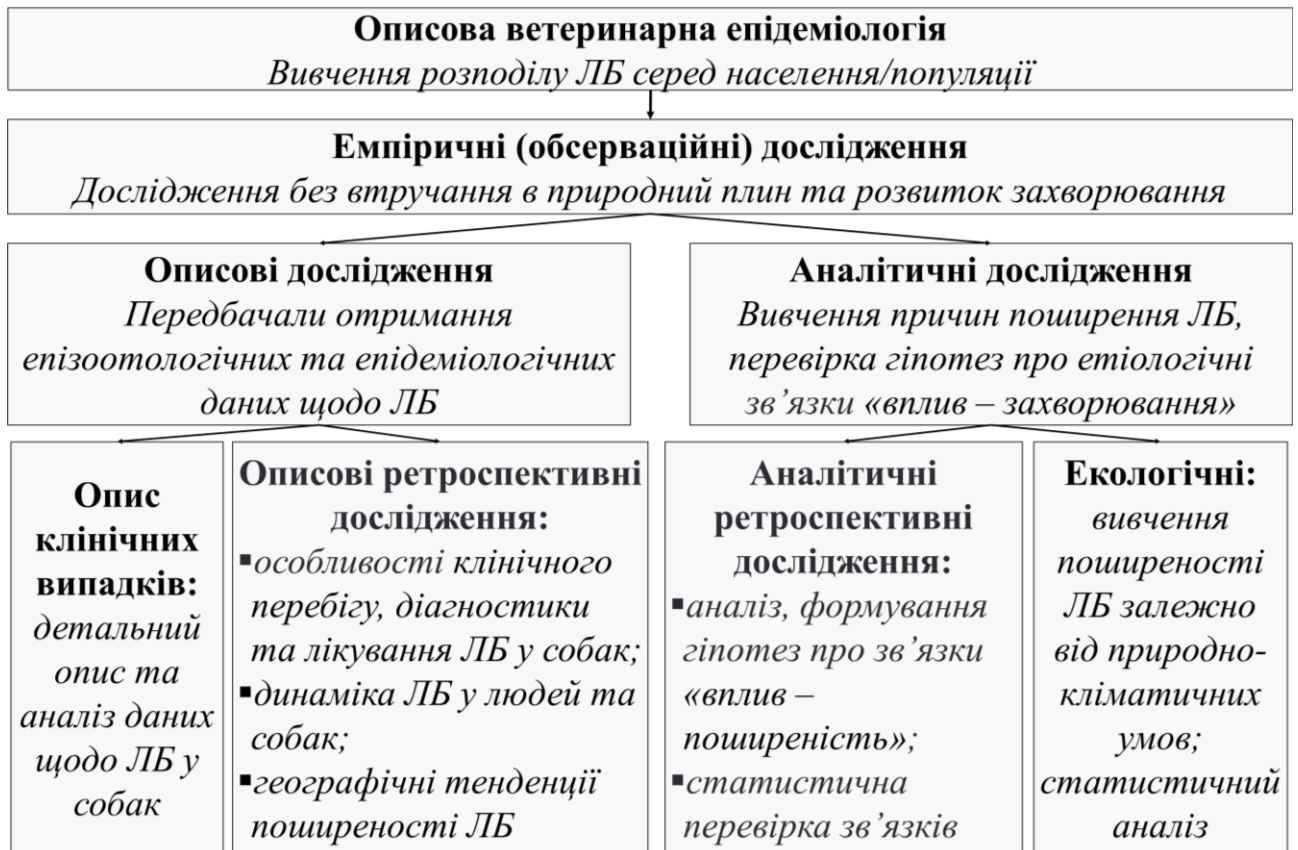 Описова ветеринарна епідеміологія
Вивчення розподілу ЛБ серед населення/популяції
Емпіричні (обсерваційні) дослідження
Дослідження без втручання в природний плин та розвиток захворювання
Описові дослідження
Передбачали отримання
епізоотологічних та епідеміологічних
даних щодо ЛБ
Аналітичні дослідження
Вивчення причин поширення ЛБ,
перевірка гіпотез про етіологічні
зв’язки «вплив – захворювання»
Опис
клінічних
випадків:
детальний
опис та
аналіз даних
щодо ЛБ у
собак
Описові ретроспективні
дослідження:
▪особливості клінічного
перебігу, діагностики
та лікування ЛБ у собак;
▪динаміка ЛБ у людей та
собак;
▪географічні тенденції
поширеності ЛБ
Аналітичні
ретроспективні
дослідження:
▪аналіз, формування
гіпотез про зв’язки
«вплив –
поширеність»;
▪статистична
перевірка зв’язків
Екологічні:
вивчення
поширеності
ЛБ залежно
від природно-
кліматичних
умов;
статистичний
аналіз